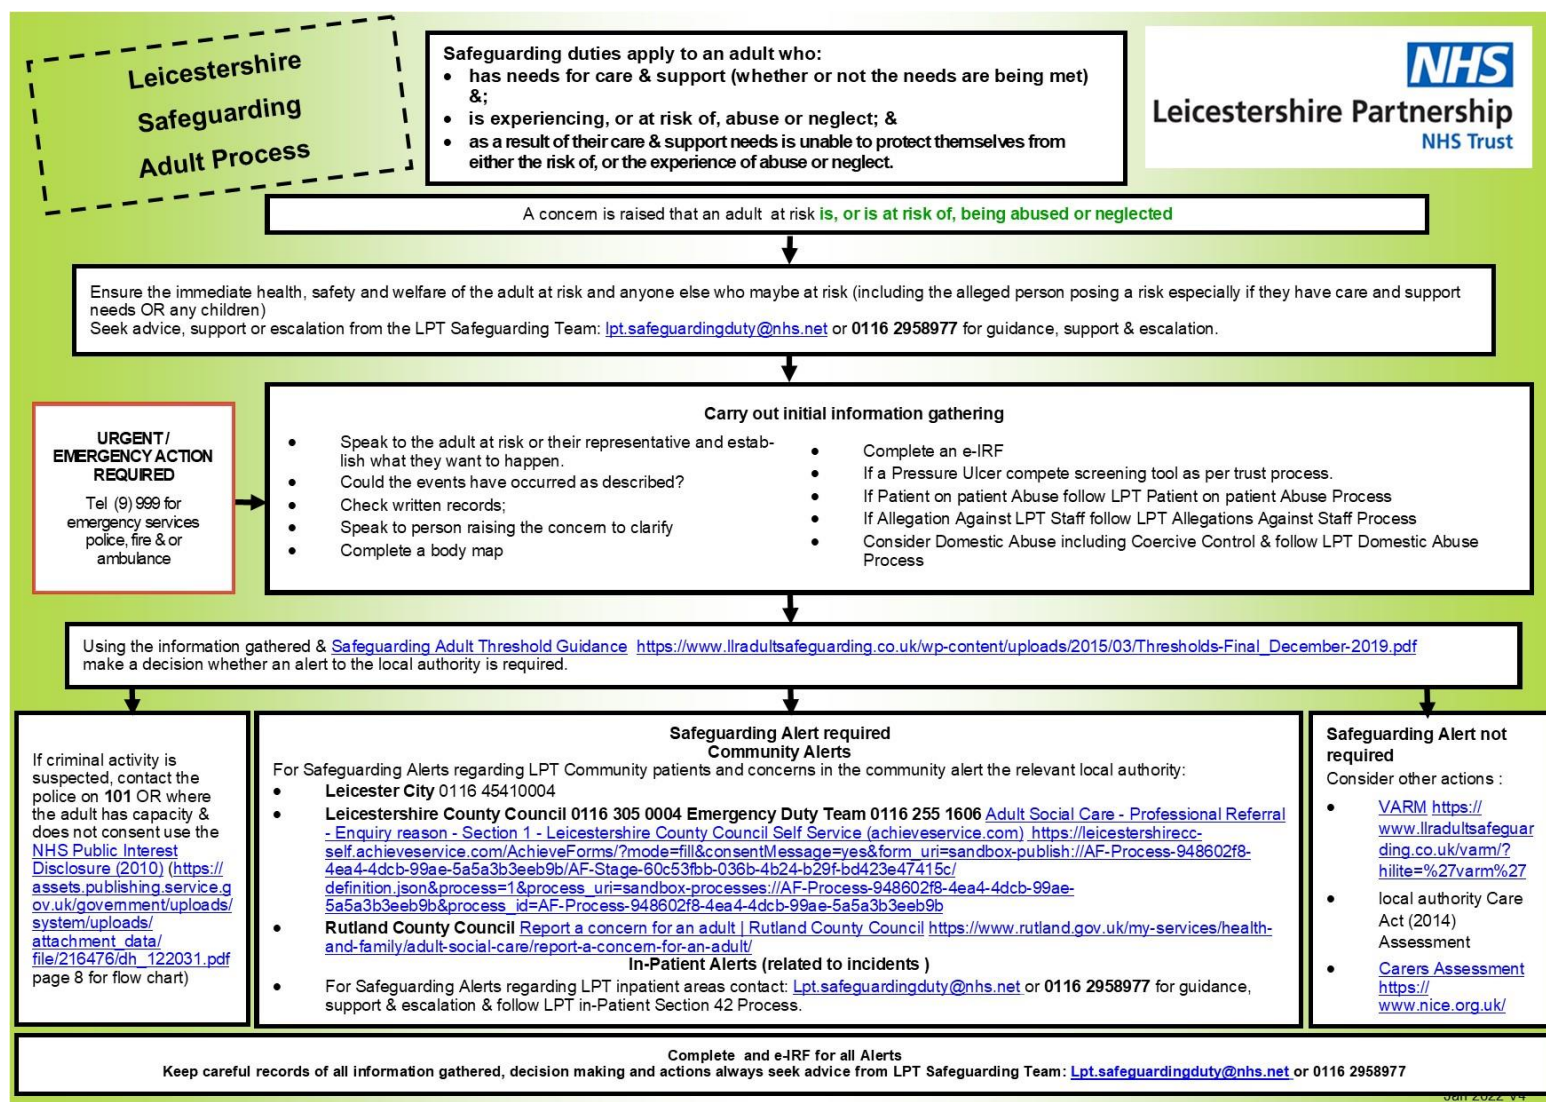 Leicestershire
Safeguarding
Adult Process
Safeguarding duties apply to an adult who:
• has needs for care & support (whether or not the needs are being met)
&;
• is experiencing, or at risk of, abuse or neglect; &
• as a result of their care & support needs is unable to protect themselves from
either the risk of, or the experience of abuse or neglect.
NHS
Leicestershire Partnership
NHS Trust
A concern is raised that an adult at risk is, or is at risk of, being abused or neglected
Ensure the immediate health, safety and welfare of the adult at risk and anyone else who maybe at risk (including the alleged person posing a risk especially if they have care and support
needs OR any children)
Seek advice, support or escalation from the LPT Safeguarding Team: lpt.safeguardingduty@nhs.net or 0116 2958977 for guidance, support & escalation.
URGENT /
EMERGENCY ACTION
REQUIRED
Tel (9) 999 for
emergency services
police, fire & or
ambulance
Carry out initial information gathering
• Speak to the adult at risk or their representative and estab-
lish what they want to happen.
• Could the events have occurred as described?
• Check written records;
• Speak to person raising the concern to clarify
• Complete a body map
• Complete an e-IRF
• If a Pressure Ulcer compete screening tool as per trust process.
• If Patient on patient Abuse follow LPT Patient on patient Abuse Process
• If Allegation Against LPT Staff follow LPT Allegations Against Staff Process
• Consider Domestic Abuse including Coercive Control & follow LPT Domestic Abuse
Process
Using the information gathered & Safeguarding Adult Threshold Guidance https://www.llradultsafeguarding.co.uk/wp-content/uploads/2015/03/Thresholds-Final_December-2019.pdf
make a decision whether an alert to the local authority is required.
If criminal activity is
suspected, contact the
police on 101 OR where
the adult has capacity &
does not consent use the
NHS Public Interest
Disclosure (2010) (https://
assets.publishing.service.g
ov.uk/government/uploads/
system/uploads/
attachment_data/
file/216476/dh_122031.pdf
page 8 for flow chart)
Safeguarding Alert required
Community Alerts
For Safeguarding Alerts regarding LPT Community patients and concerns in the community alert the relevant local authority:
• Leicester City 0116 45410004
• Leicestershire County Council 0116 305 0004 Emergency Duty Team 0116 255 1606 Adult Social Care - Professional Referral
- Enquiry reason - Section 1 - Leicestershire County Council Self Service (achieveservice.com) https://leicestershirecc-
self.achieveservice.com/AchieveForms/?mode=fill&consentMessage=yes&form_uri=sandbox-publish://AF-Process-948602f8-
4ea4-4dcb-99ae-5a5a3b3eeb9b/AF-Stage-60c53fbb-036b-4b24-b29f-bd423e47415c/
definition.json&process=1&process_uri=sandbox-processes://AF-Process-948602f8-4ea4-4dcb-99ae-
5a5a3b3eeb9b&process_id=AF-Process-948602f8-4ea4-4dcb-99ae-5a5a3b3eeb9b
• Rutland County Council Report a concern for an adult | Rutland County Council https://www.rutland.gov.uk/my-services/health-
and-family/adult-social-care/report-a-concern-for-an-adult/
In-Patient Alerts (related to incidents )
• For Safeguarding Alerts regarding LPT inpatient areas contact: Lpt.safeguardingduty@nhs.net or 0116 2958977 for guidance,
support & escalation & follow LPT in-Patient Section 42 Process.
Safeguarding Alert not
required
Consider other actions :
• VARM https://
www.llradultsafeguar
ding.co.uk/varm/?
hilite=%27varm%27
• local authority Care
Act (2014)
Assessment
• Carers Assessment
https://
www.nice.org.uk/
Complete and e-IRF for all Alerts
Keep careful records of all information gathered, decision making and actions always seek advice from LPT Safeguarding Team: Lpt.safeguardingduty@nhs.net or 0116 2958977
Jan 2022 V4